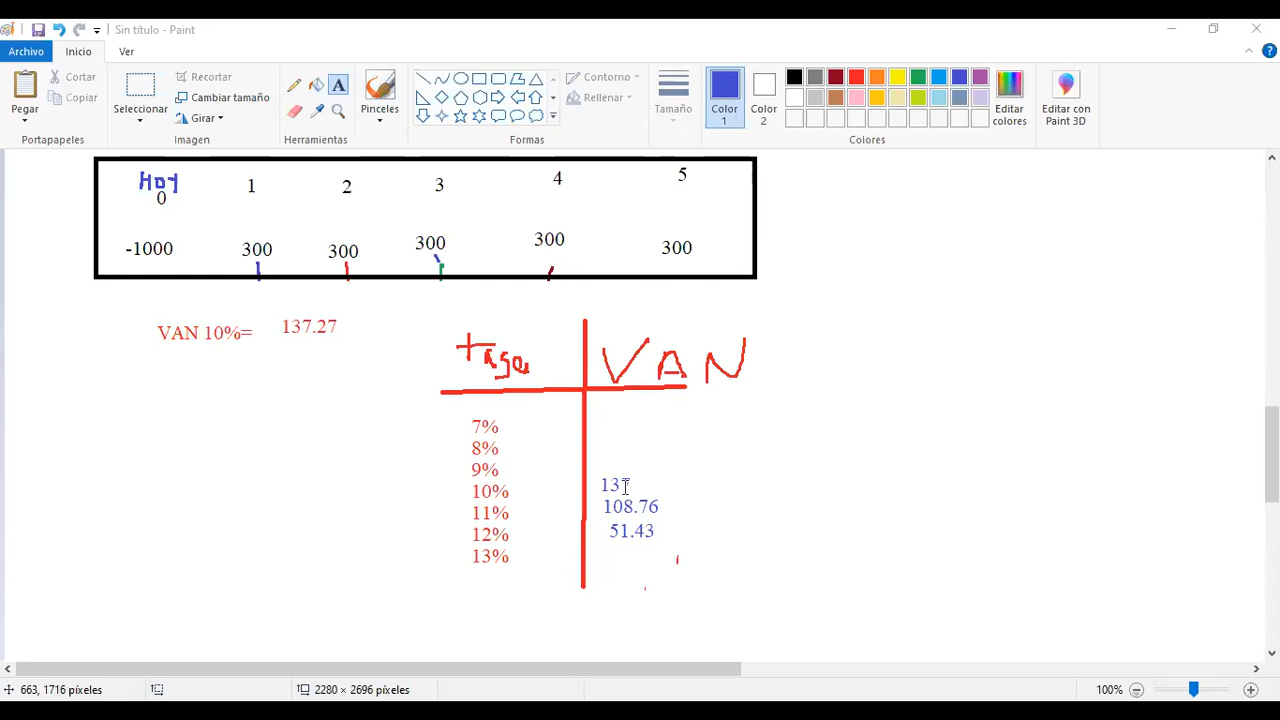 Sin título - Paint
Archivo Inicio Ver
Pegar
Cortar
Copiar
Portapapeles
Seleccionar
Recortar
Cambiar tamaño
Girar
Imagen
A
Herramientas
Pinceles
Contorno
Rellenar
Formas
Tamaño
Color 1
Color 2
Editar colores
Editar con Paint 3D
Colores
Hoy
0 1 2 3 4 5
-1000 300 300 300 300 300
VAN 10%= 137.27
tasa VAN
7%
8%
9%
10% 137
11% 108.76
12% 51.43
13%
663, 1716 píxeles
2280 × 2696 píxeles
100%